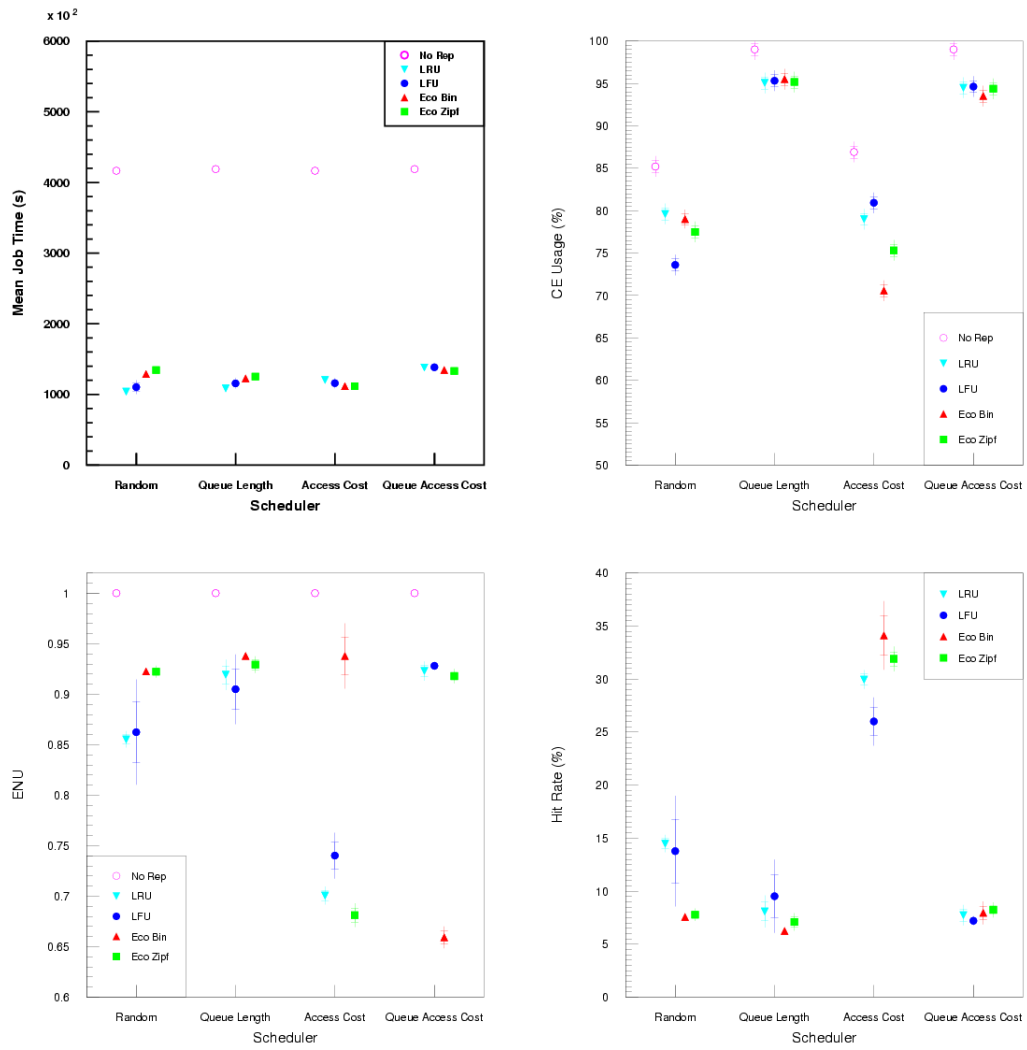 x 10²
6000
5000
4000
3000
2000
1000
0
Mean Job Time (s)
No Rep
LRU
LFU
Eco Bin
Eco Zipf
Random
Queue Length
Access Cost
Queue Access Cost
Scheduler
100
95
90
85
80
75
70
65
60
55
50
CE Usage (%)
No Rep
LRU
LFU
Eco Bin
Eco Zipf
Random
Queue Length
Access Cost
Queue Access Cost
Scheduler
1
0.95
0.9
0.85
0.8
0.75
0.7
0.65
0.6
ENU
No Rep
LRU
LFU
Eco Bin
Eco Zipf
Random
Queue Length
Access Cost
Queue Access Cost
Scheduler
40
35
30
25
20
15
10
5
0
Hit Rate (%)
LRU
LFU
Eco Bin
Eco Zipf
Random
Queue Length
Access Cost
Queue Access Cost
Scheduler